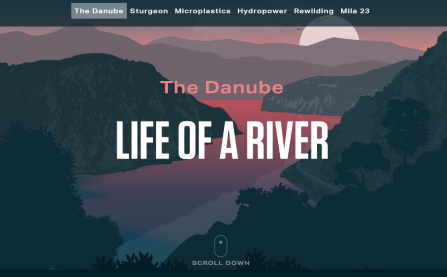 The Danube Sturgeon Microplastics Hydropower Rewilding Mila 23
The Danube
LIFE OF A RIVER
SCROLL DOWN